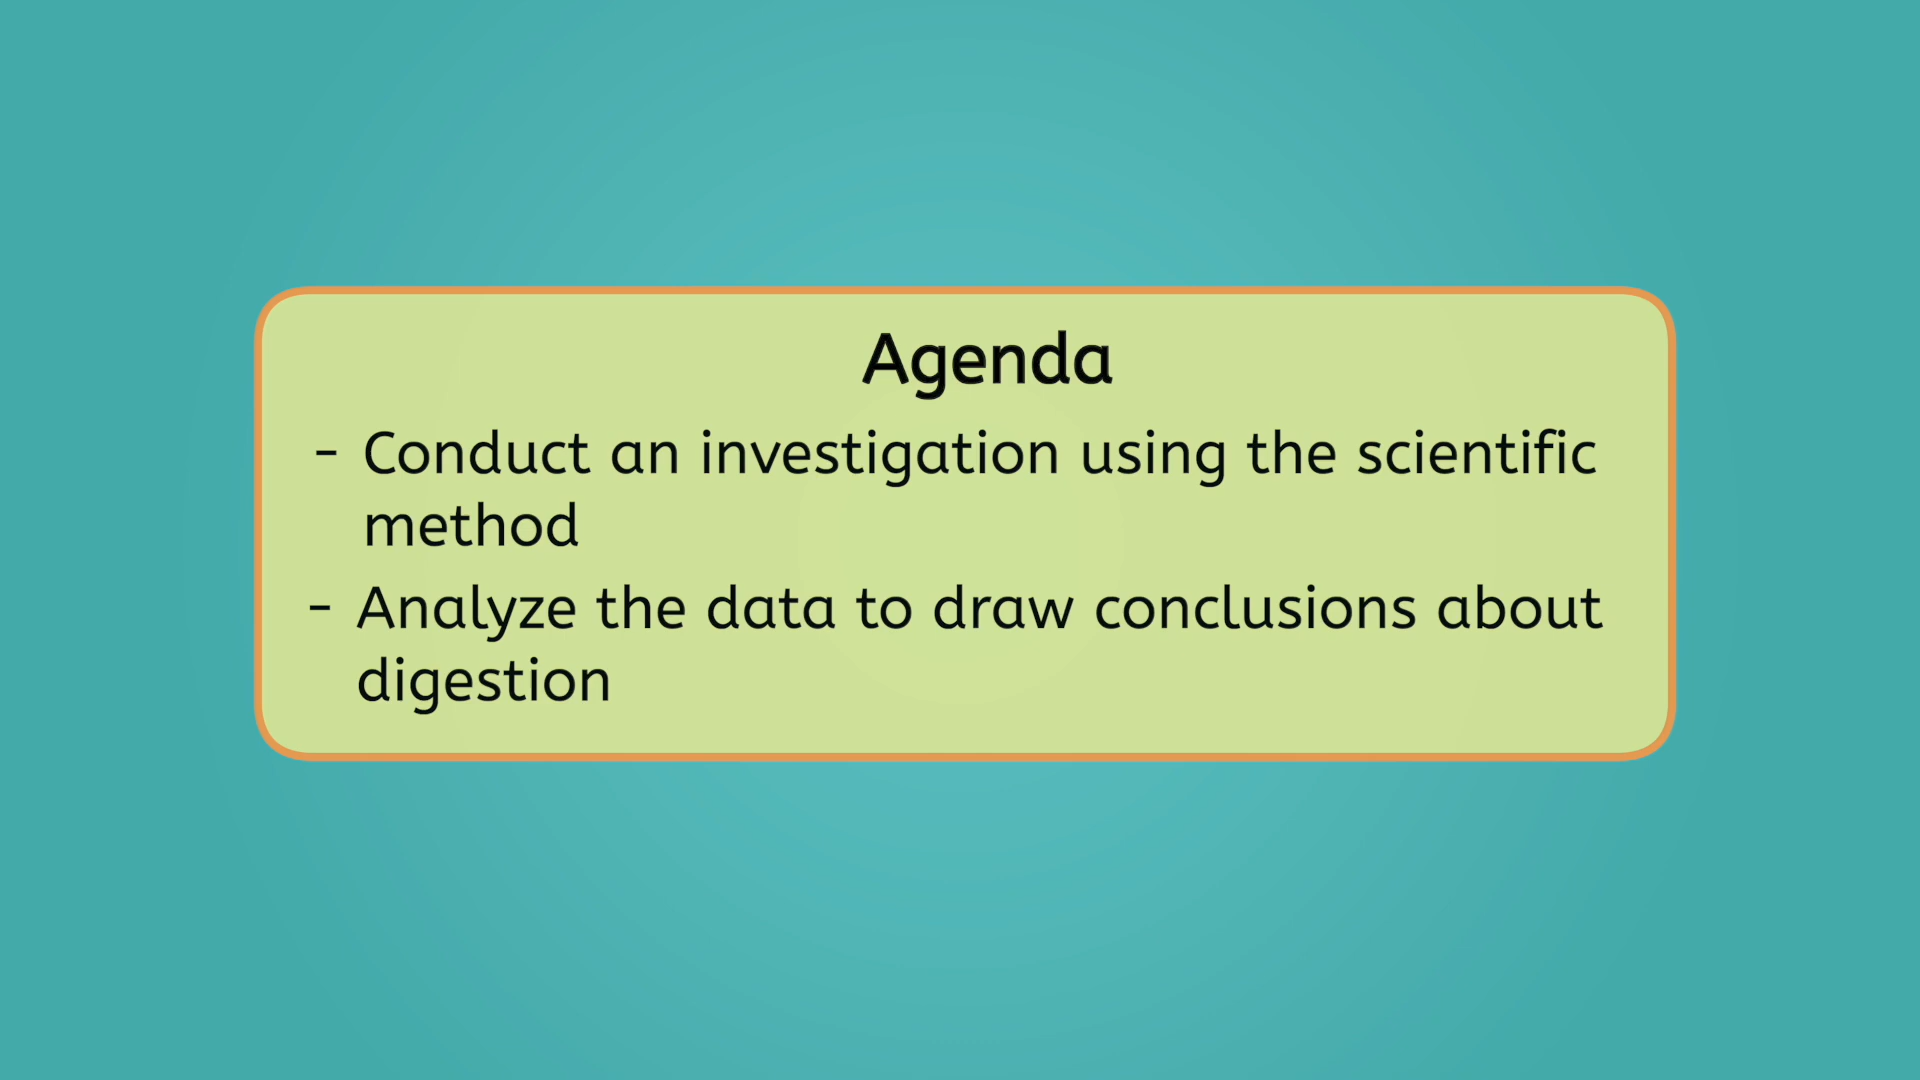 Agenda
- Conduct an investigation using the scientific
method
- Analyze the data to draw conclusions about
digestion